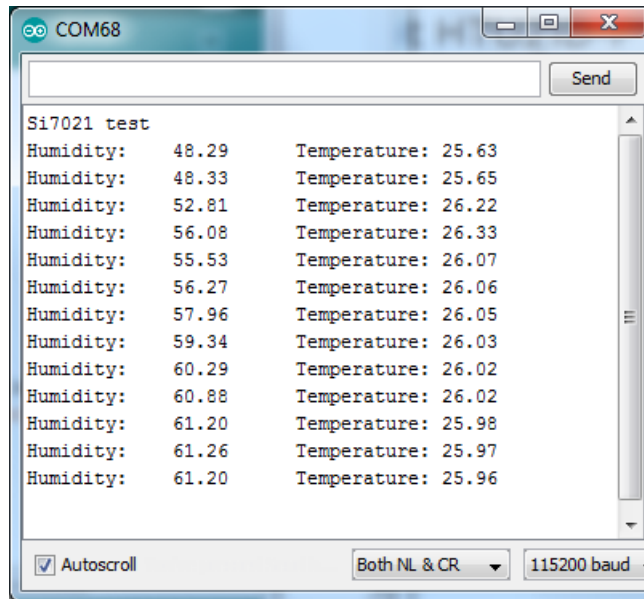 COM68
Send
Si7021 test
Humidity: 48.29 Temperature: 25.63
Humidity: 48.33 Temperature: 25.65
Humidity: 52.81 Temperature: 26.22
Humidity: 56.08 Temperature: 26.33
Humidity: 55.53 Temperature: 26.07
Humidity: 56.27 Temperature: 26.06
Humidity: 57.96 Temperature: 26.05
Humidity: 59.34 Temperature: 26.03
Humidity: 60.29 Temperature: 26.02
Humidity: 60.88 Temperature: 26.02
Humidity: 61.20 Temperature: 25.98
Humidity: 61.26 Temperature: 25.97
Humidity: 61.20 Temperature: 25.96
Autoscroll Both NL & CR 115200 baud